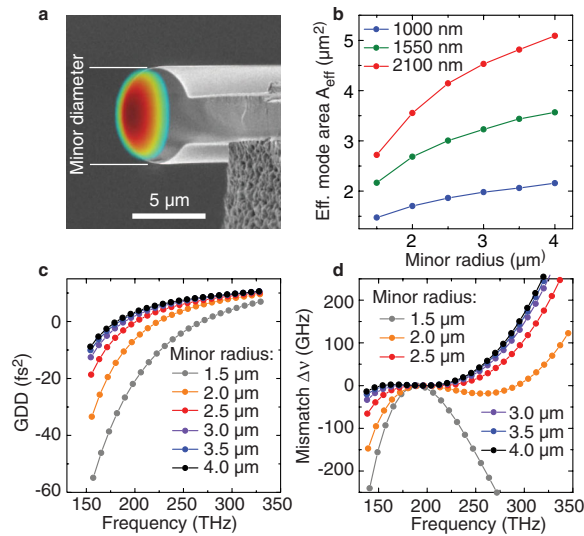 a
Minor diameter
5 µm
b
Eff. mode area A_eff (µm²)
5
4
3
2
1000 nm
1550 nm
2100 nm
2
3
4
Minor radius (µm)
c
GDD (fs²)
0
-20
-40
-60
Minor radius:
1.5 µm
2.0 µm
2.5 µm
3.0 µm
3.5 µm
4.0 µm
150
200
250
300
350
Frequency (THz)
d
Mismatch Δν (GHz)
200
100
0
-100
-200
Minor radius:
1.5 µm
2.0 µm
2.5 µm
3.0 µm
3.5 µm
4.0 µm
150
200
250
300
350
Frequency (THz)